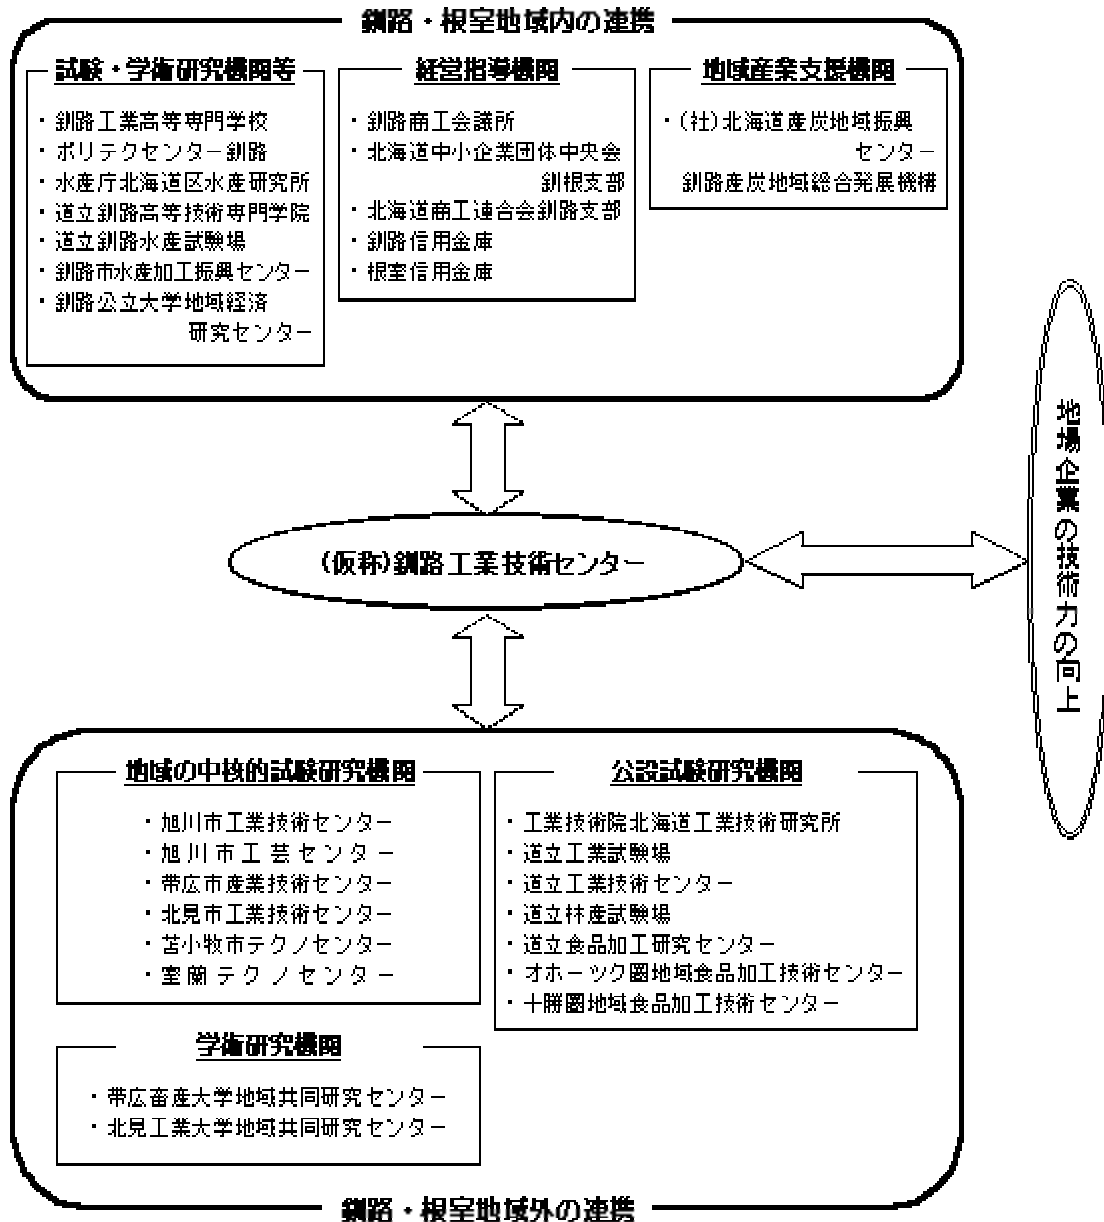 釧路・根室地域内の連携
試験・学術研究機関等
・釧路工業高等専門学校
・ポリテクセンター釧路
・水産庁北海道区水産研究所
・道立釧路高等技術専門学院
・道立釧路水産試験場
・釧路市水産加工振興センター
・釧路公立大学地域経済
研究センター
経営指導機関
・釧路商工会議所
・北海道中小企業団体中央会
釧根支部
・北海道商工連合会釧路支部
・釧路信用金庫
・根室信用金庫
地域産業支援機関
・(社)北海道産炭地域振興
センター
釧路産炭地域総合発展機構
(仮称)釧路工業技術センター
地場企業の技術力の向上
地域の中核的試験研究機関
・旭川市工業技術センター
・旭川市工芸センター
・帯広市産業技術センター
・北見市工業技術センター
・苫小牧市テクノセンター
・室蘭テクノセンター
公設試験研究機関
・工業技術院北海道工業技術研究所
・道立工業試験場
・道立工業技術センター
・道立林産試験場
・道立食品加工研究センター
・オホーツク圏地域食品加工技術センター
・十勝圏地域食品加工技術センター
学術研究機関
・帯広畜産大学地域共同研究センター
・北見工業大学地域共同研究センター
釧路・根室地域外の連携